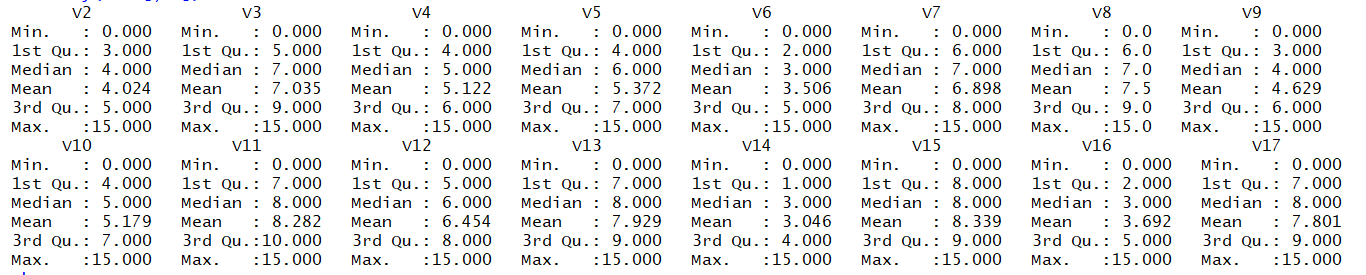 V2 V3 V4 V5 V6 V7 V8 V9
Min. : 0.000 Min. : 0.000 Min. : 0.000 Min. : 0.000 Min. : 0.000 Min. : 0.000 Min. : 0.0 Min. : 0.000
1st Qu.: 3.000 1st Qu.: 5.000 1st Qu.: 4.000 1st Qu.: 4.000 1st Qu.: 2.000 1st Qu.: 6.000 1st Qu.: 6.0 1st Qu.: 3.000
Median : 4.000 Median : 7.000 Median : 5.000 Median : 6.000 Median : 3.000 Median : 7.000 Median : 7.0 Median : 4.000
Mean : 4.024 Mean : 7.035 Mean : 5.122 Mean : 5.372 Mean : 3.506 Mean : 6.898 Mean : 7.5 Mean : 4.629
3rd Qu.: 5.000 3rd Qu.: 9.000 3rd Qu.: 6.000 3rd Qu.: 7.000 3rd Qu.: 5.000 3rd Qu.: 8.000 3rd Qu.: 9.0 3rd Qu.: 6.000
Max. :15.000 Max. :15.000 Max. :15.000 Max. :15.000 Max. :15.000 Max. :15.000 Max. :15.0 Max. :15.000
V10 V11 V12 V13 V14 V15 V16 V17
Min. : 0.000 Min. : 0.000 Min. : 0.000 Min. : 0.000 Min. : 0.000 Min. : 0.000 Min. : 0.000 Min. : 0.000
1st Qu.: 4.000 1st Qu.: 7.000 1st Qu.: 5.000 1st Qu.: 7.000 1st Qu.: 1.000 1st Qu.: 8.000 1st Qu.: 2.000 1st Qu.: 7.000
Median : 5.000 Median : 8.000 Median : 6.000 Median : 8.000 Median : 3.000 Median : 8.000 Median : 3.000 Median : 8.000
Mean : 5.179 Mean : 8.282 Mean : 6.454 Mean : 7.929 Mean : 3.046 Mean : 8.339 Mean : 3.692 Mean : 7.801
3rd Qu.: 7.000 3rd Qu.:10.000 3rd Qu.: 8.000 3rd Qu.: 9.000 3rd Qu.: 4.000 3rd Qu.: 9.000 3rd Qu.: 5.000 3rd Qu.: 9.000
Max. :15.000 Max. :15.000 Max. :15.000 Max. :15.000 Max. :15.000 Max. :15.000 Max. :15.000 Max. :15.000